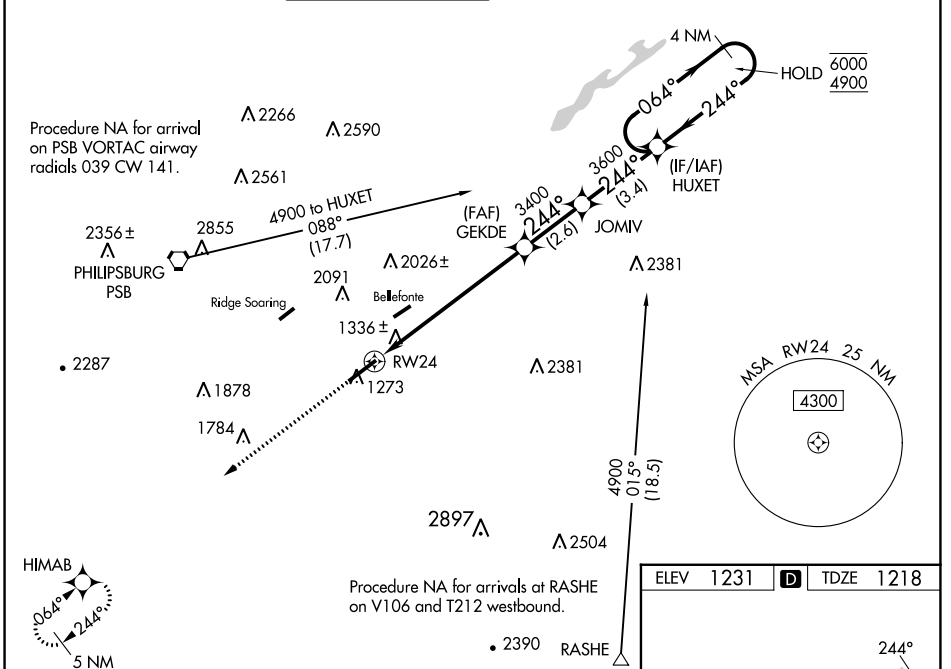 4 NM
HOLD 6000
4900
064°
244°
Procedure NA for arrival
on PSB VORTAC airway
radials 039 CW 141.
2266
2590
2561
3600
244°
(3.4)
(IF/IAF)
HUXET
4900 to HUXET
088°
(17.7)
(FAF)
GEKDE
3400
244°
(2.6)
JOMIV
2356 ±
2855
PHILIPSBURG
PSB
2026 ±
2091
2381
Ridge Soaring
Bellefonte
1336 ±
RW24
2287
1273
2381
1878
1784
MSA RW24 25 NM
4300
4900
015°
(18.5)
2897
2504
HIMAB
064°
244°
5 NM
Procedure NA for arrivals at RASHE
on V106 and T212 westbound.
2390
RASHE
ELEV 1231 D TDZE 1218
244°